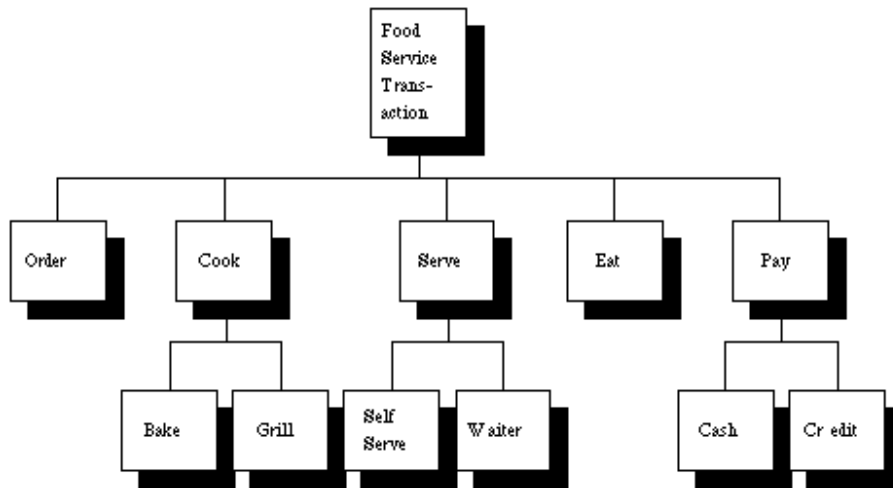 Food
Service
Trans-
action
Order
Cook
Serve
Eat
Pay
Bake
Grill
Self
Serve
Waiter
Cash
Credit